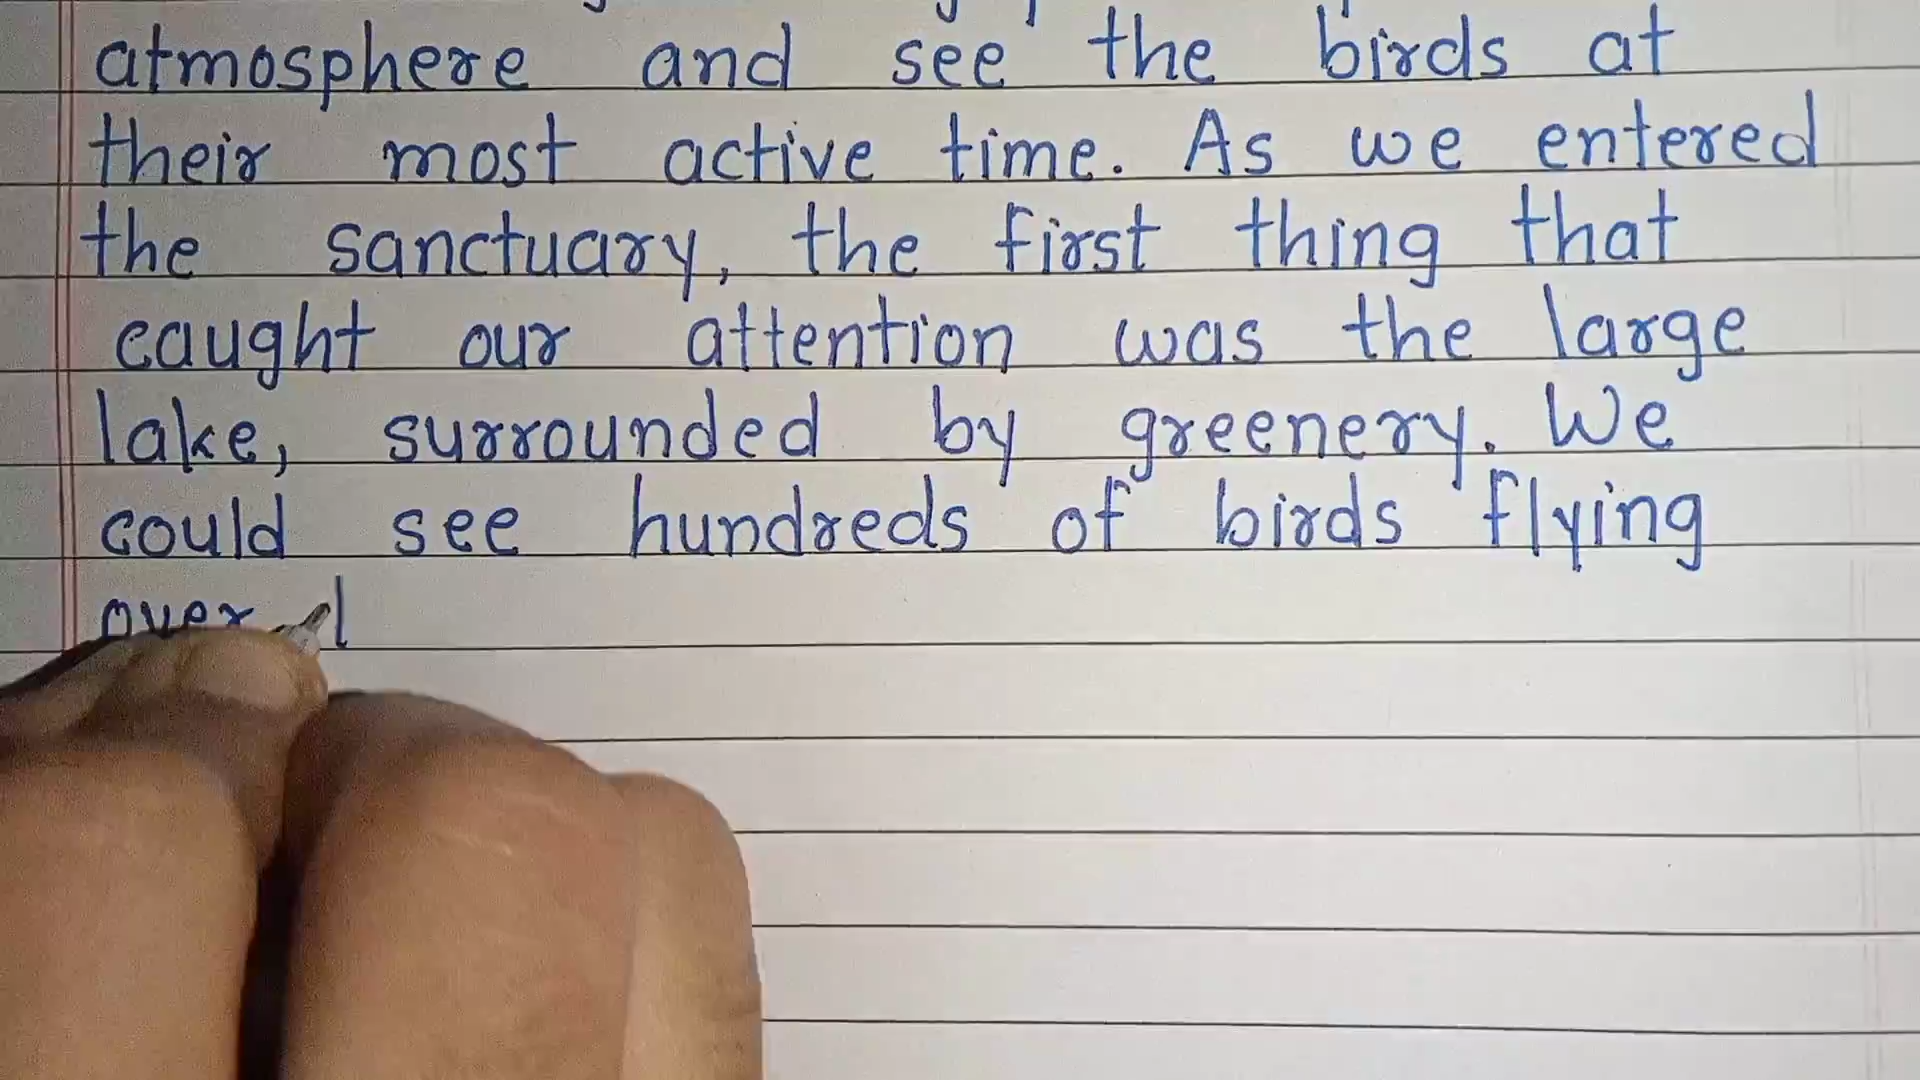 atmosphere and see the birds at
their most active time. As we entered
the sanctuary, the first thing that
caught our attention was the large
lake, surrounded by greenery. We
could see hundreds of birds flying
over